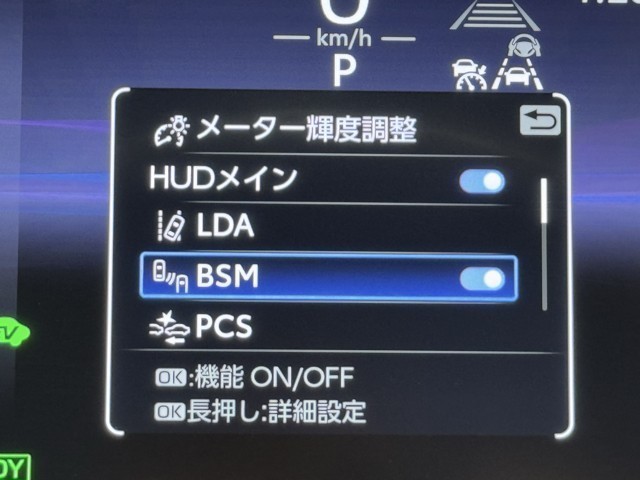 0
km/h
P
メーター輝度調整
HUDメイン
LDA
BSM
PCS
OK:機能 ON/OFF
OK長押し:詳細設定